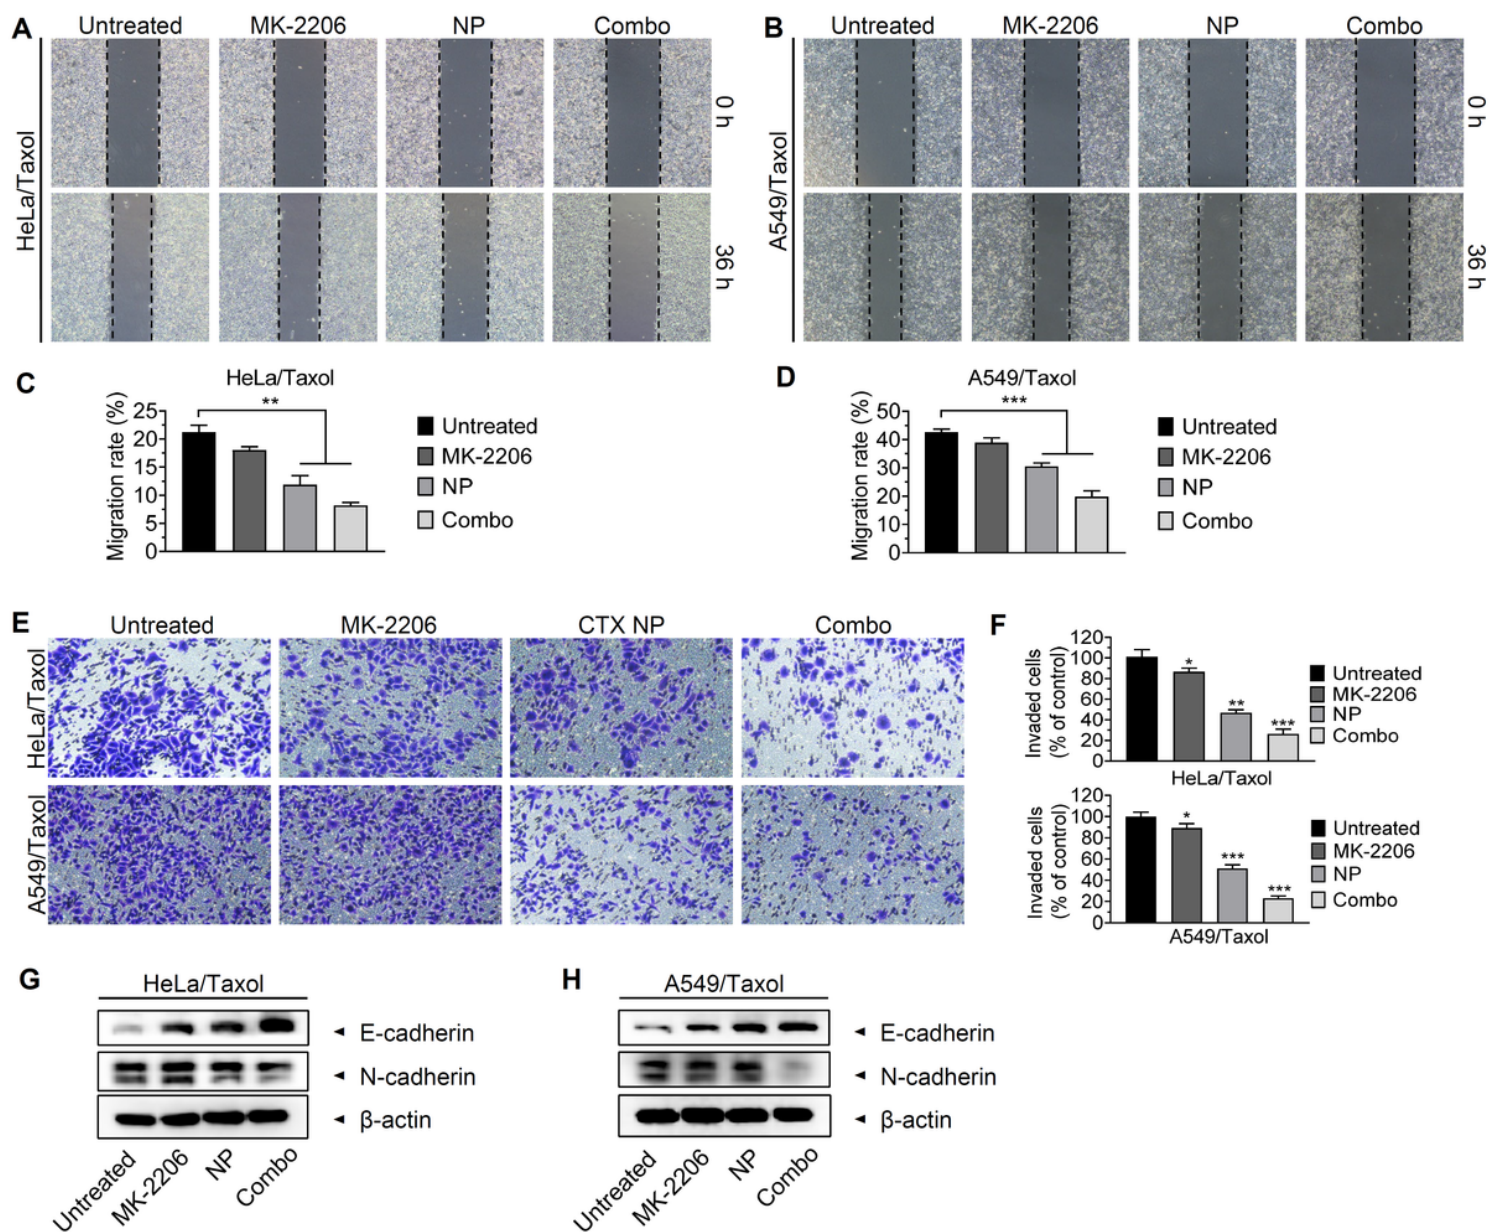 A
Untreated MK-2206 NP Combo
HeLa/Taxol
0 h
36 h
B
Untreated MK-2206 NP Combo
A549/Taxol
0 h
36 h
C
HeLa/Taxol
Migration rate (%)
25
20
15
10
5
0
**
Untreated
MK-2206
NP
Combo
D
A549/Taxol
Migration rate (%)
50
40
30
20
10
0
***
Untreated
MK-2206
NP
Combo
E
Untreated MK-2206 CTX NP Combo
HeLa/Taxol
A549/Taxol
F
Invaded cells
(% of control)
120
100
80
60
40
20
0
* ** ***
HeLa/Taxol
Untreated
MK-2206
NP
Combo
Invaded cells
(% of control)
120
100
80
60
40
20
0
* *** ***
A549/Taxol
Untreated
MK-2206
NP
Combo
G
HeLa/Taxol
E-cadherin
N-cadherin
β-actin
Untreated MK-2206 NP Combo
H
A549/Taxol
E-cadherin
N-cadherin
β-actin
Untreated MK-2206 NP Combo